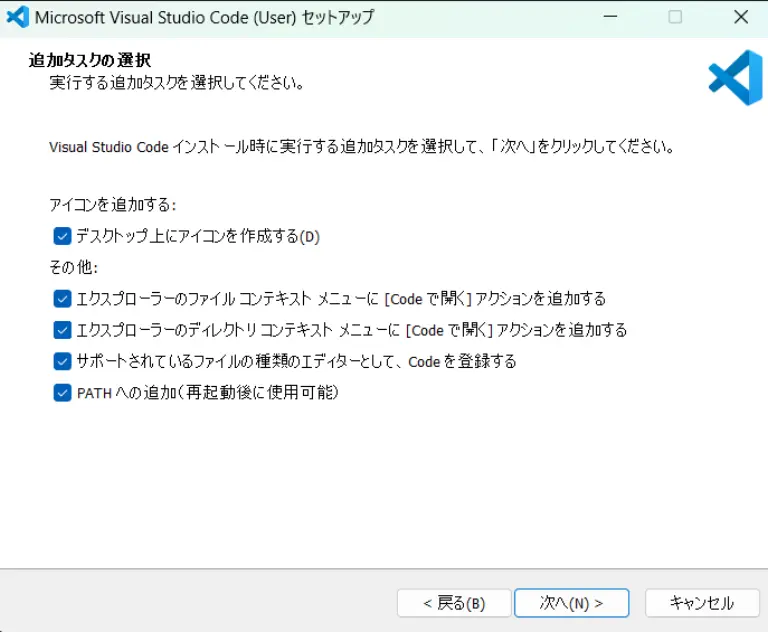 Microsoft Visual Studio Code (User) セットアップ
追加タスクの選択
実行する追加タスクを選択してください。
Visual Studio Code インストール時に実行する追加タスクを選択して、「次へ」をクリックしてください。
アイコンを追加する:
デスクトップ上にアイコンを作成する(D)
その他:
エクスプローラーのファイル コンテキスト メニューに [Code で開く] アクションを追加する
エクスプローラーのディレクトリ コンテキスト メニューに [Code で開く] アクションを追加する
サポートされているファイルの種類のエディターとして、Code を登録する
PATH への追加（再起動後に使用可能）
< 戻る(B) 次へ(N) > キャンセル